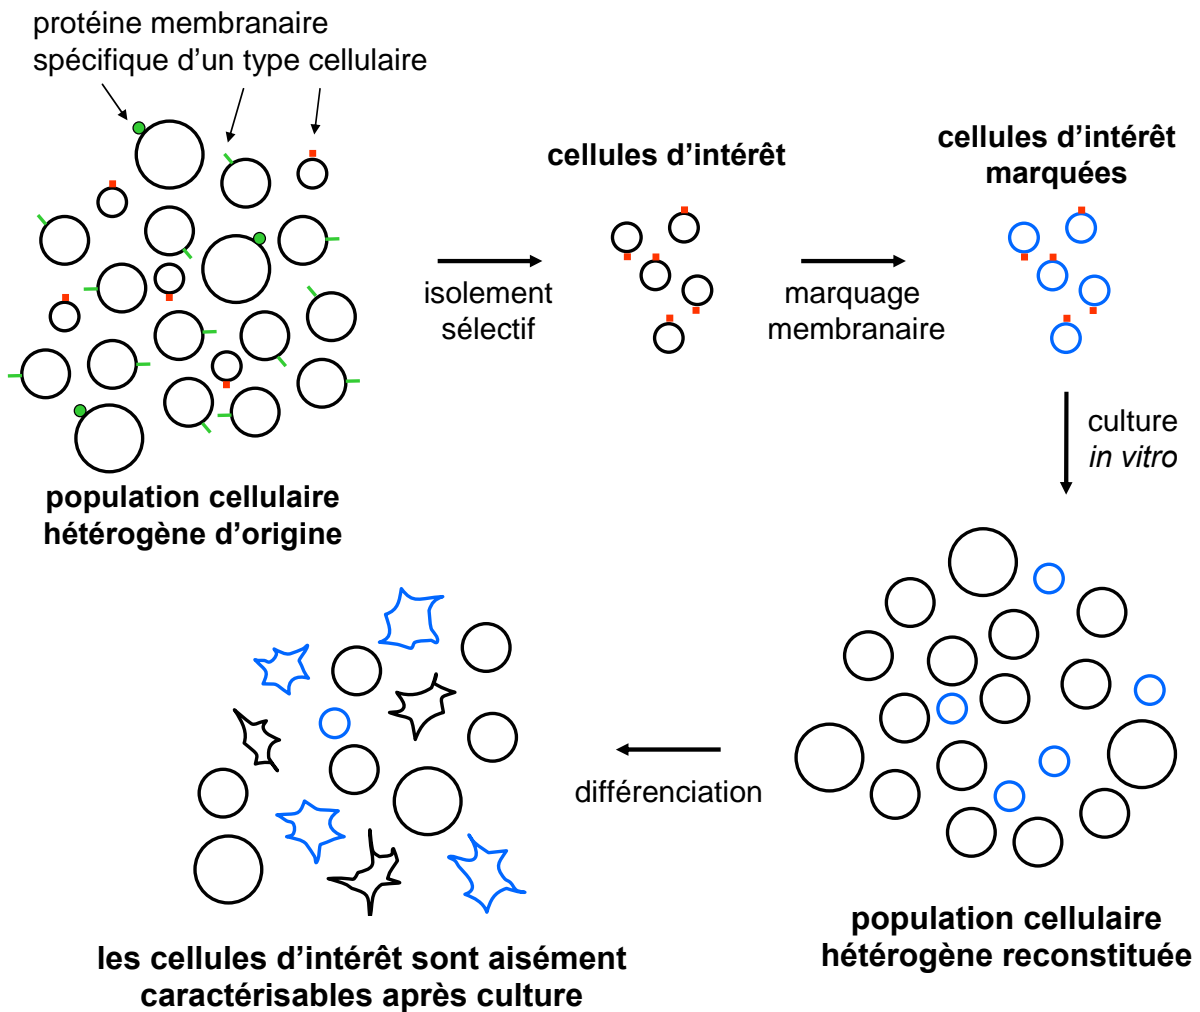 protéine membranaire
spécifique d’un type cellulaire
cellules d’intérêt
cellules d’intérêt
marquées
isolement
sélectif
marquage
membranaire
culture
in vitro
population cellulaire
hétérogène d’origine
différenciation
population cellulaire
hétérogène reconstituée
les cellules d’intérêt sont aisément
caractérisables après culture